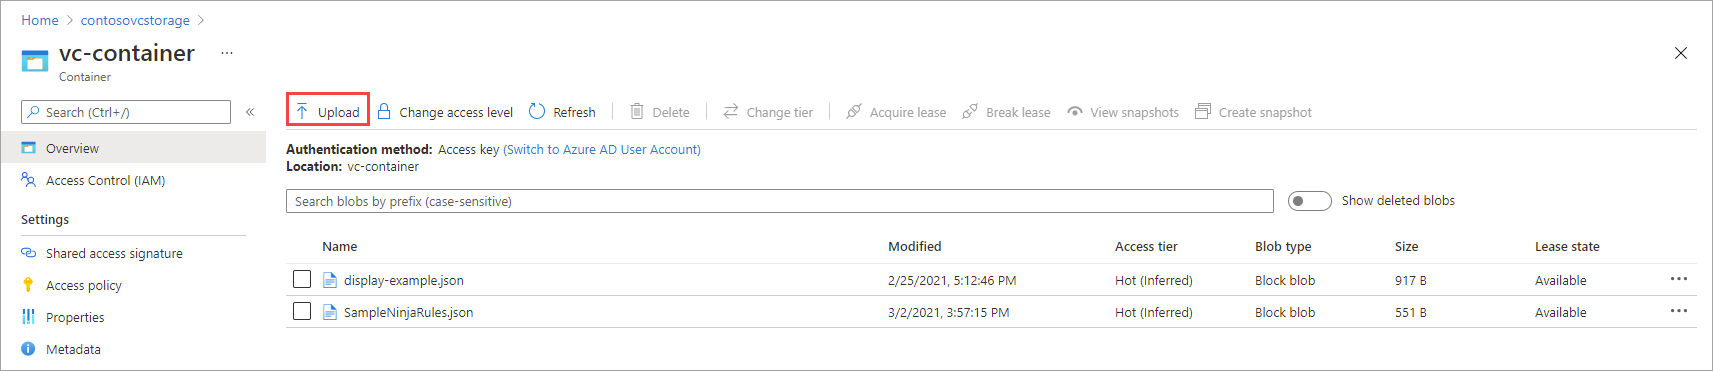 Home > contosovcstorage >
vc-container ...
Container
Search (Ctrl+/) «
Overview
Access Control (IAM)
Settings
Shared access signature
Access policy
Properties
Metadata
Upload Change access level Refresh Delete Change tier Acquire lease Break lease View snapshots Create snapshot
Authentication method: Access key (Switch to Azure AD User Account)
Location: vc-container
Search blobs by prefix (case-sensitive) Show deleted blobs
Name Modified Access tier Blob type Size Lease state
display-example.json 2/25/2021, 5:12:46 PM Hot (Inferred) Block blob 917 B Available ...
SampleNinjaRules.json 3/2/2021, 3:57:15 PM Hot (Inferred) Block blob 551 B Available ...